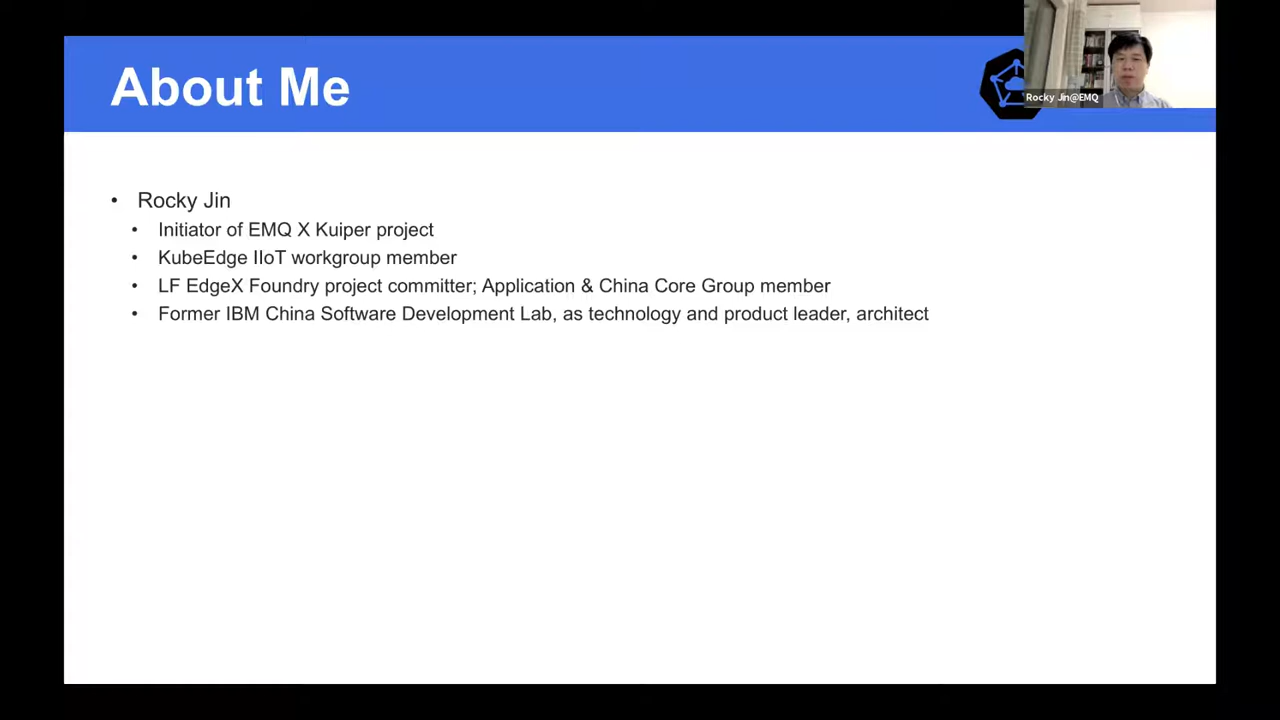 About Me
Rocky Jin@EMQ
• Rocky Jin
• Initiator of EMQ X Kuiper project
• KubeEdge IIoT workgroup member
• LF EdgeX Foundry project committer; Application & China Core Group member
• Former IBM China Software Development Lab, as technology and product leader, architect